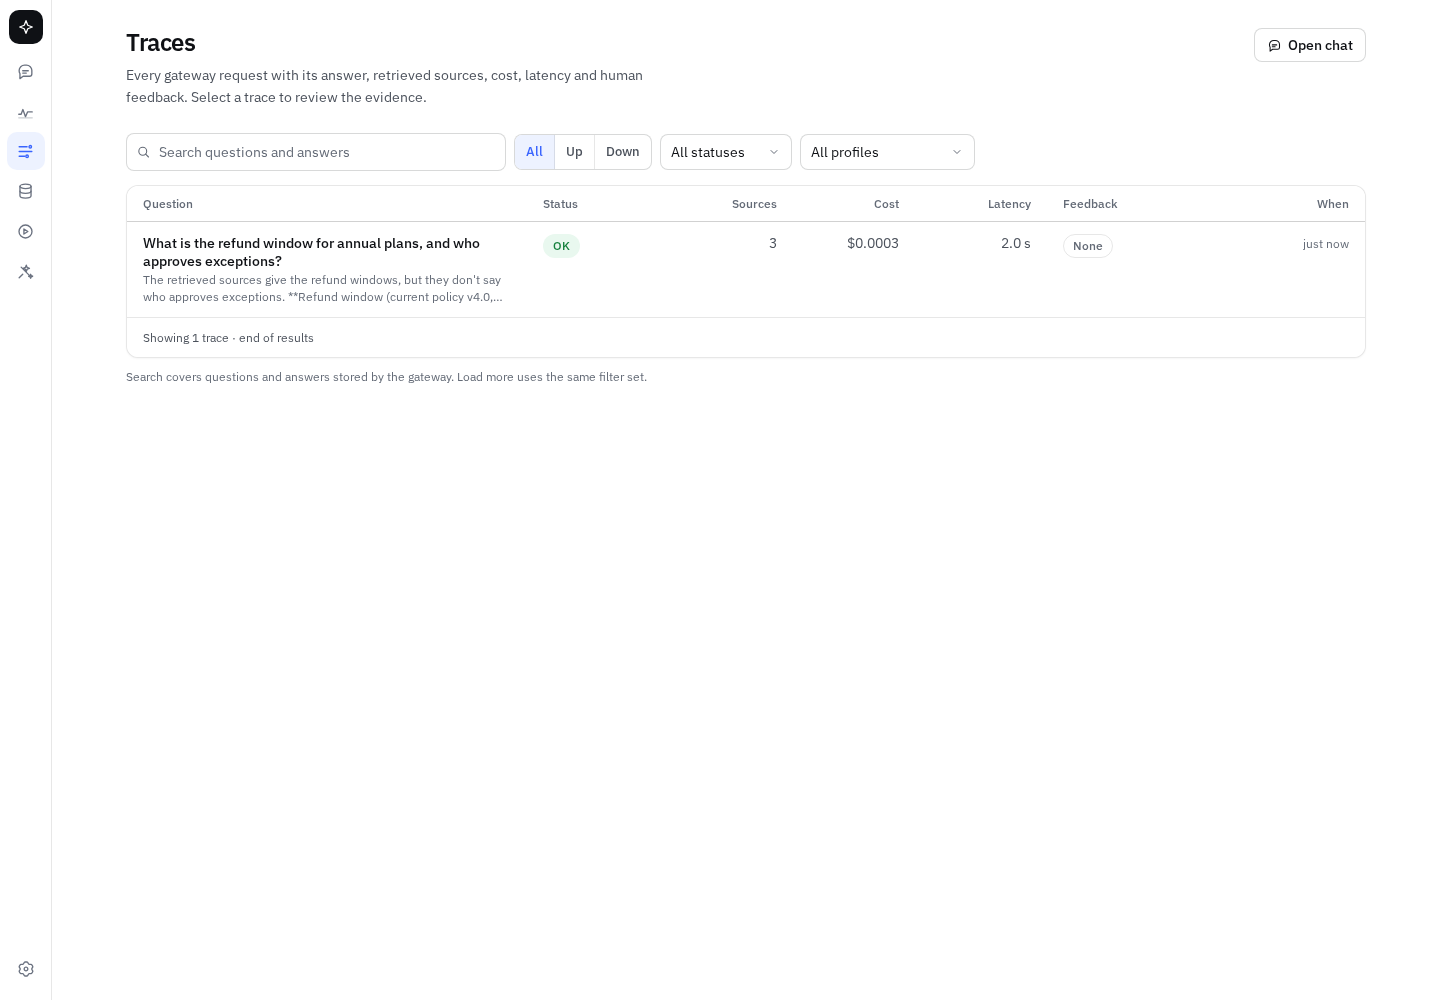 Traces
Open chat
Every gateway request with its answer, retrieved sources, cost, latency and human
feedback. Select a trace to review the evidence.
Search questions and answers
All Up Down
All statuses
All profiles
Question Status Sources Cost Latency Feedback When
What is the refund window for annual plans, and who
approves exceptions?
OK 3 $0.0003 2.0 s None just now
The retrieved sources give the refund windows, but they don't say
who approves exceptions. **Refund window (current policy v4.0,...
Showing 1 trace · end of results
Search covers questions and answers stored by the gateway. Load more uses the same filter set.